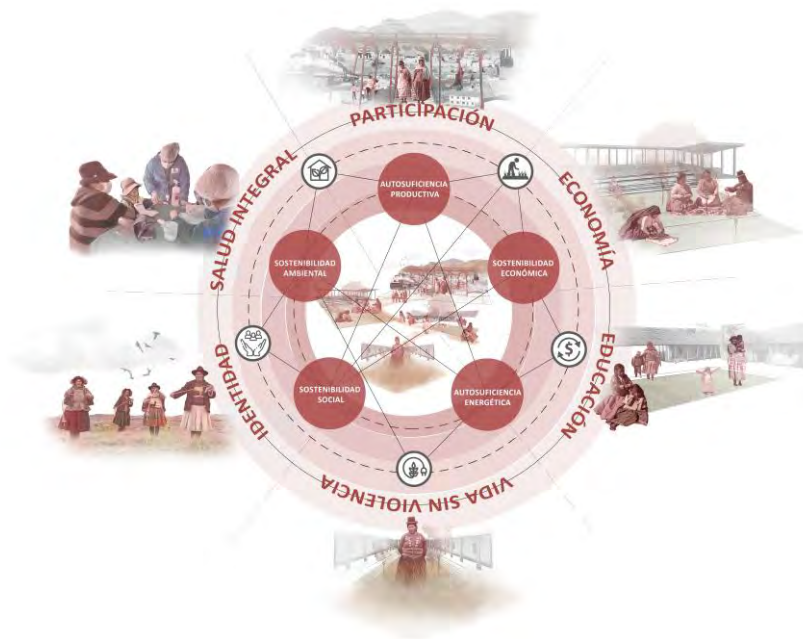 PARTICIPACIÓN
ECONOMÍA
EDUCACIÓN
VIDA SIN VIOLENCIA
IDENTIDAD
SALUD INTEGRAL
AUTOSUFICIENCIA
PRODUCTIVA
SOSTENIBILIDAD
ECONÓMICA
AUTOSUFICIENCIA
ENERGÉTICA
SOSTENIBILIDAD
SOCIAL
SOSTENIBILIDAD
AMBIENTAL